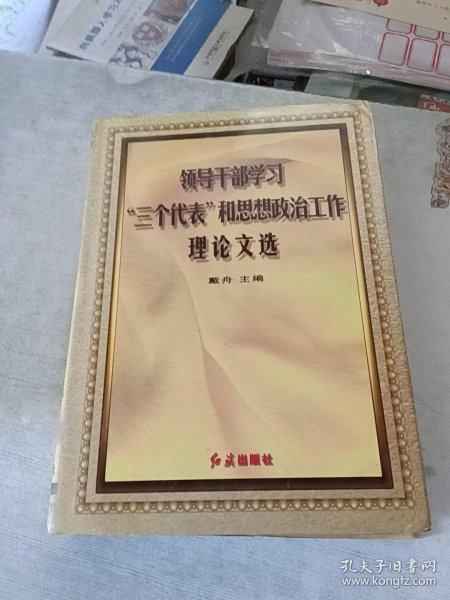 领导干部学习
“三个代表”和思想政治工作
理论文选
戴舟 主编
红旗出版社
孔夫子旧书网
www.kongfz.com